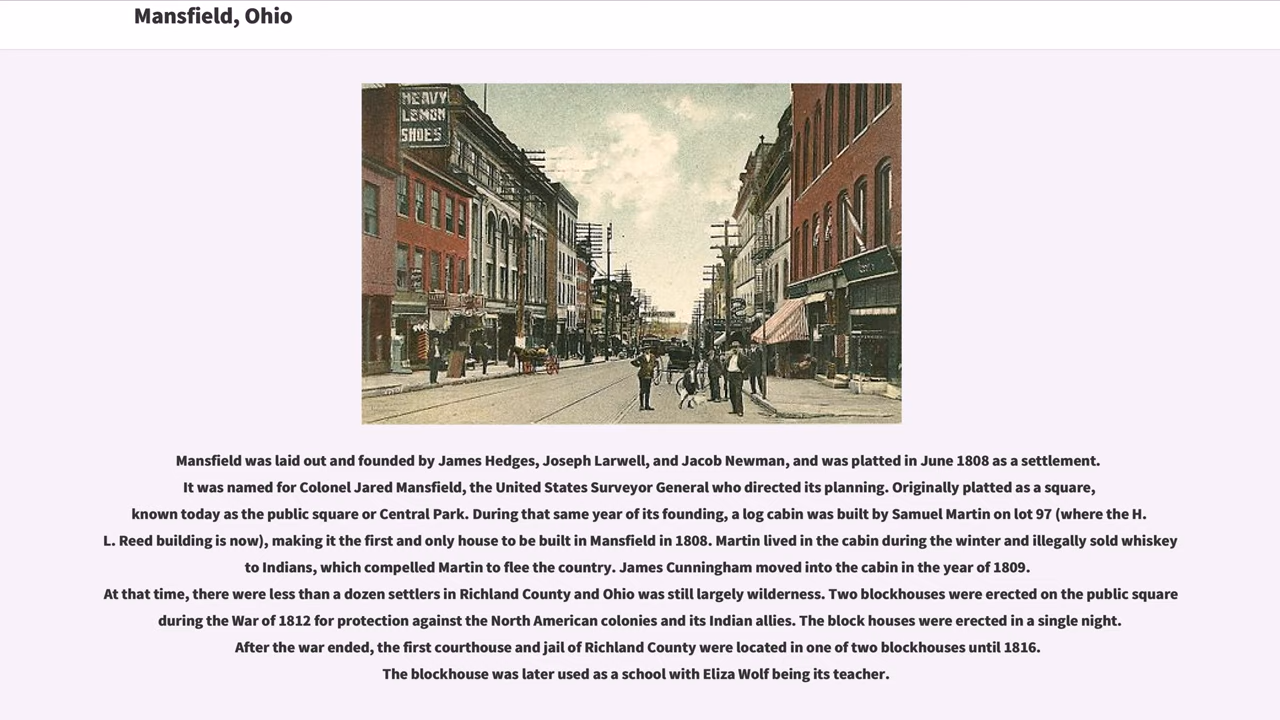 Mansfield, Ohio
HEAVY
LEMON
SHOES
Mansfield was laid out and founded by James Hedges, Joseph Larwell, and Jacob Newman, and was platted in June 1808 as a settlement.
It was named for Colonel Jared Mansfield, the United States Surveyor General who directed its planning. Originally platted as a square,
known today as the public square or Central Park. During that same year of its founding, a log cabin was built by Samuel Martin on lot 97 (where the H.
L. Reed building is now), making it the first and only house to be built in Mansfield in 1808. Martin lived in the cabin during the winter and illegally sold whiskey
to Indians, which compelled Martin to flee the country. James Cunningham moved into the cabin in the year of 1809.
At that time, there were less than a dozen settlers in Richland County and Ohio was still largely wilderness. Two blockhouses were erected on the public square
during the War of 1812 for protection against the North American colonies and its Indian allies. The block houses were erected in a single night.
After the war ended, the first courthouse and jail of Richland County were located in one of two blockhouses until 1816.
The blockhouse was later used as a school with Eliza Wolf being its teacher.